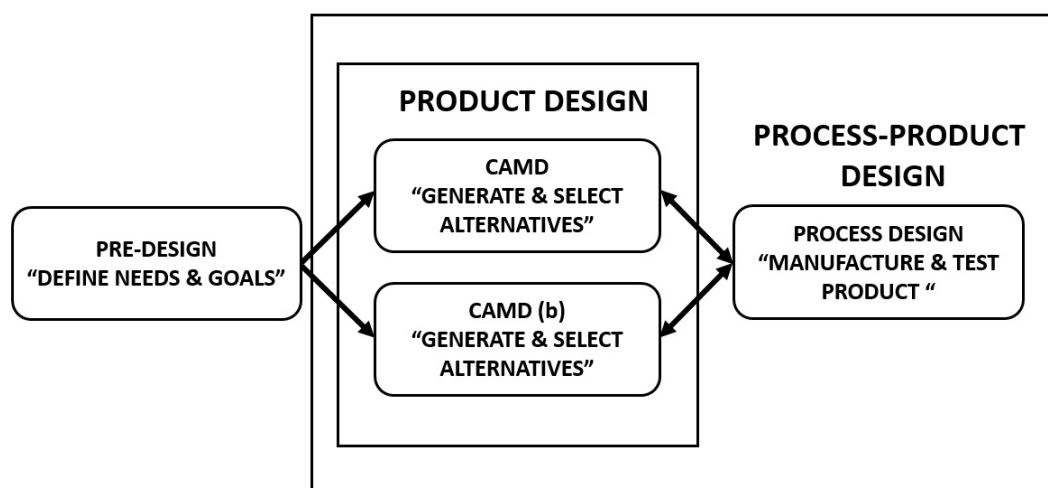 PRODUCT DESIGN
PROCESS-PRODUCT
DESIGN
PRE-DESIGN
“DEFINE NEEDS & GOALS”
CAMD
“GENERATE & SELECT
ALTERNATIVES”
CAMD (b)
“GENERATE & SELECT
ALTERNATIVES”
PROCESS DESIGN
“MANUFACTURE & TEST
PRODUCT “